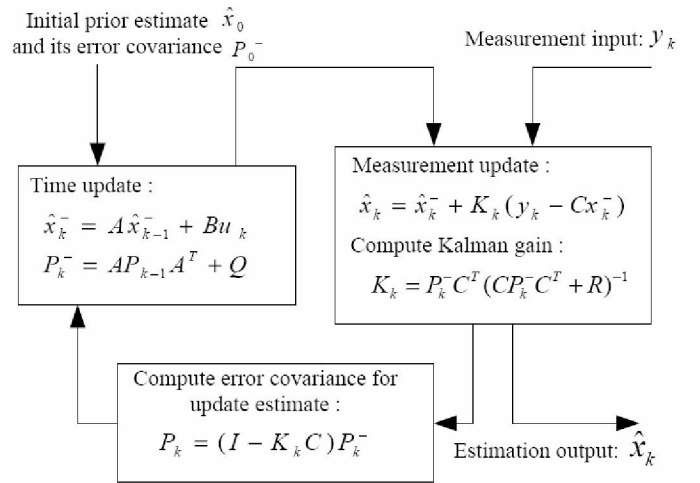 Initial prior estimate x̂₀
and its error covariance P₀⁻
Measurement input: yₖ
Time update :
x̂ₖ⁻ = Ax̂ₖ₋₁⁻ + Buₖ
Pₖ⁻ = APₖ₋₁Aᵀ + Q
Measurement update :
x̂ₖ = x̂ₖ⁻ + Kₖ(yₖ − Cxₖ⁻)
Compute Kalman gain :
Kₖ = Pₖ⁻Cᵀ(CPₖ⁻Cᵀ + R)⁻¹
Compute error covariance for
update estimate :
Pₖ = (I − KₖC)Pₖ⁻
Estimation output: x̂ₖ